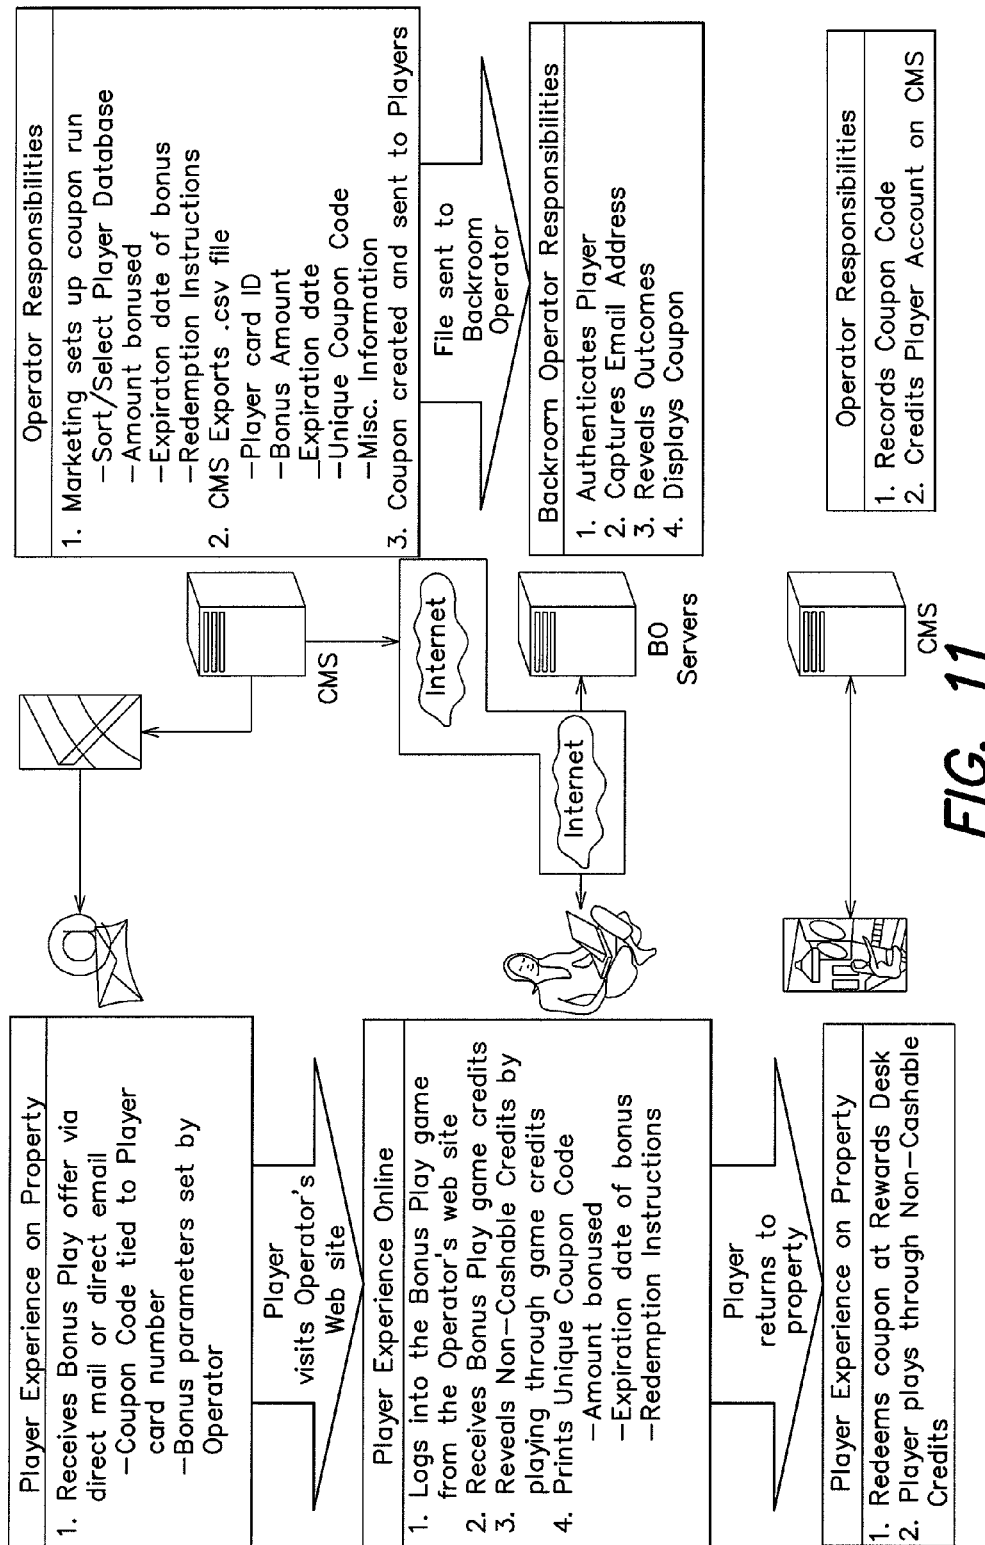 Player Experience on Property
1. Receives Bonus Play offer via
direct mail or direct email
–Coupon Code tied to Player
card number
–Bonus parameters set by
Operator
Player
visits Operator's
Web site
Player Experience Online
1. Logs into the Bonus Play game
from the Operator's web site
2. Receives Bonus Play game credits
3. Reveals Non–Cashable Credits by
playing through game credits
4. Prints Unique Coupon Code
–Amount bonused
–Expiration date of bonus
–Redemption Instructions
Player
returns to
property
Player Experience on Property
1. Redeems coupon at Rewards Desk
2. Player plays through Non–Cashable
Credits
@
CMS
Internet
Internet
BO
Servers
CMS
Operator Responsibilities
1. Marketing sets up coupon run
–Sort/Select Player Database
–Amount bonused
–Expiraton date of bonus
–Redemption Instructions
2. CMS Exports .csv file
–Player card ID
–Bonus Amount
–Expiration date
–Unique Coupon Code
–Misc. Information
3. Coupon created and sent to Players
File sent to
Backroom
Operator
Backroom Operator Responsibilities
1. Authenticates Player
2. Captures Email Address
3. Reveals Outcomes
4. Displays Coupon
Operator Responsibilities
1. Records Coupon Code
2. Credits Player Account on CMS
FIG. 11